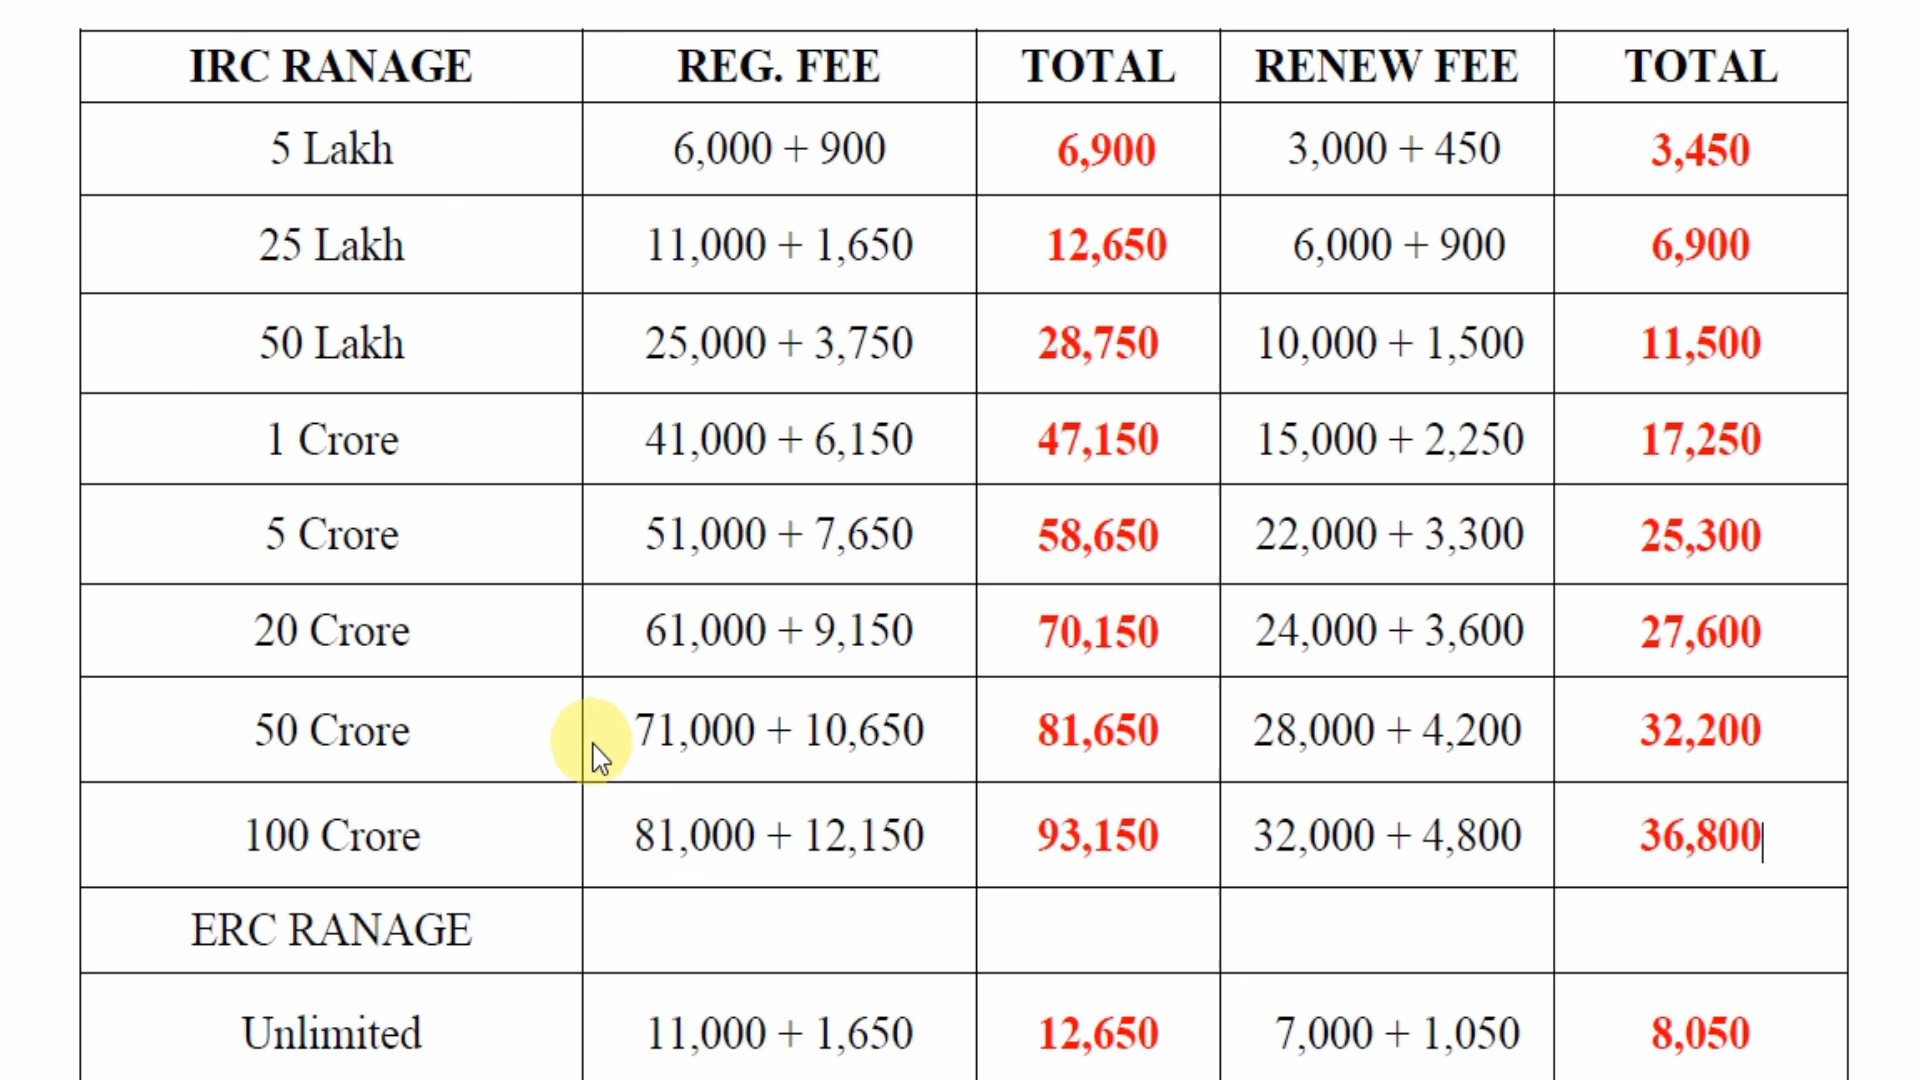 IRC RANAGE REG. FEE TOTAL RENEW FEE TOTAL
5 Lakh 6,000 + 900 6,900 3,000 + 450 3,450
25 Lakh 11,000 + 1,650 12,650 6,000 + 900 6,900
50 Lakh 25,000 + 3,750 28,750 10,000 + 1,500 11,500
1 Crore 41,000 + 6,150 47,150 15,000 + 2,250 17,250
5 Crore 51,000 + 7,650 58,650 22,000 + 3,300 25,300
20 Crore 61,000 + 9,150 70,150 24,000 + 3,600 27,600
50 Crore 71,000 + 10,650 81,650 28,000 + 4,200 32,200
100 Crore 81,000 + 12,150 93,150 32,000 + 4,800 36,800
ERC RANAGE
Unlimited 11,000 + 1,650 12,650 7,000 + 1,050 8,050